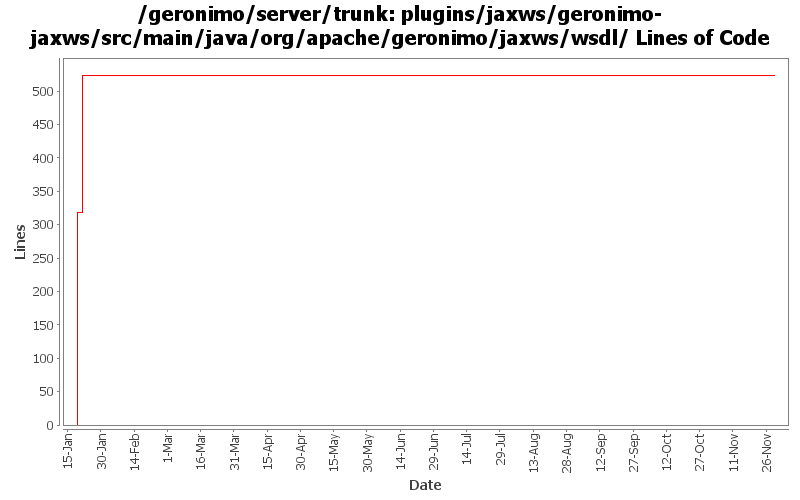 /geronimo/server/trunk: plugins/jaxws/geronimo-
jaxws/src/main/java/org/apache/geronimo/jaxws/wsdl/ Lines of Code
500
450
400
350
300
250
200
150
100
50
0
Lines
15-Jan
30-Jan
14-Feb
1-Mar
16-Mar
31-Mar
15-Apr
30-Apr
15-May
30-May
14-Jun
29-Jun
14-Jul
29-Jul
13-Aug
28-Aug
12-Sep
27-Sep
12-Oct
27-Oct
11-Nov
26-Nov
Date